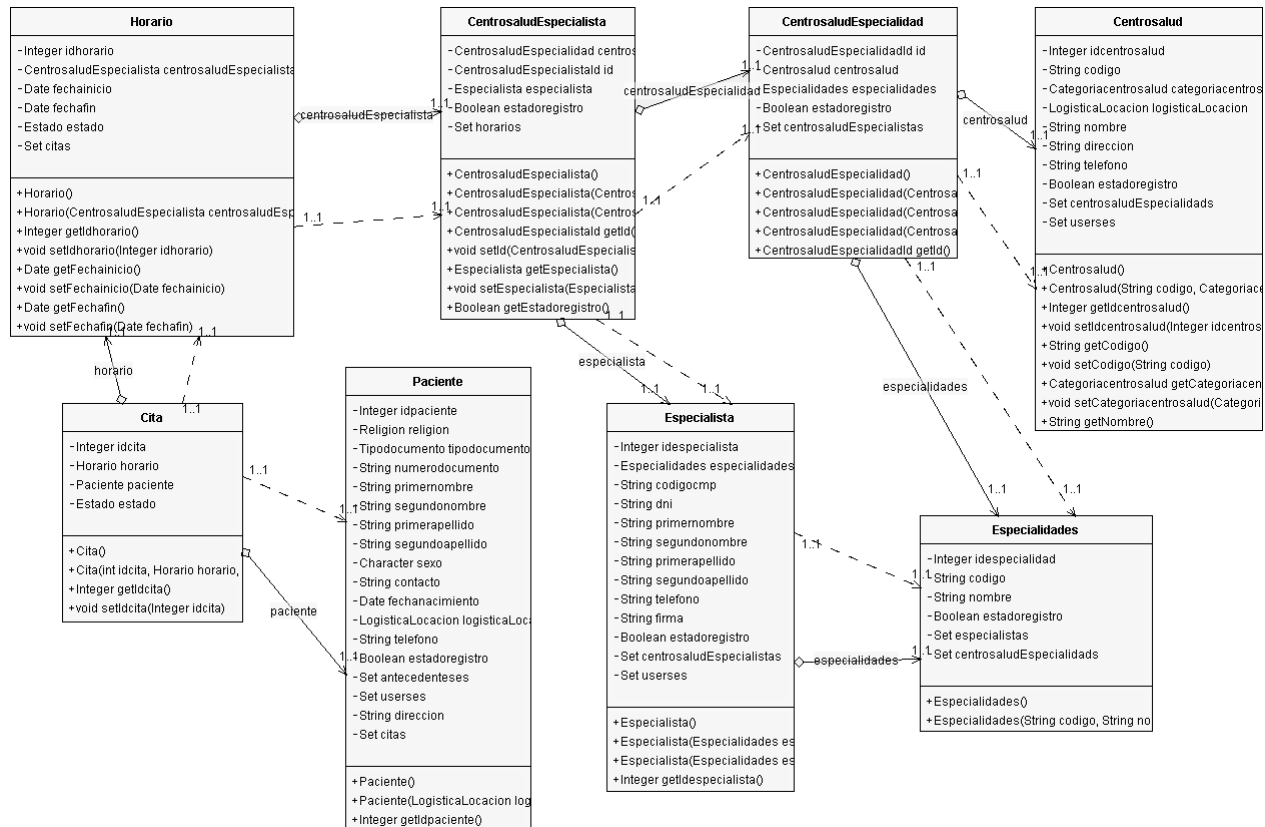 Horario
-Integer idhorario
-CentrosaludEspecialista centrosaludEspecialista
-Date fechainicio
-Date fechafin
-Estado estado
-Set citas
+Horario()
+Horario(CentrosaludEspecialista centrosaludEsp
+Integer getIdhorario()
+void setIdhorario(Integer idhorario)
+Date getFechainicio()
+void setFechainicio(Date fechainicio)
+Date getFechafin()
+void setFechafin(Date fechafin)
CentrosaludEspecialista
-CentrosaludEspecialidad centros
-CentrosaludEspecialistaId id
-Especialista especialista
-Boolean estadoregistro
-Set horarios
+CentrosaludEspecialista()
+CentrosaludEspecialista(Centros
+CentrosaludEspecialista(Centros
+CentrosaludEspecialistaId getId()
+void setId(CentrosaludEspecialis
+Especialista getEspecialista()
+void setEspecialista(Especialista
+Boolean getEstadoregistro()
CentrosaludEspecialidad
-CentrosaludEspecialidadId id
-Centrosalud centrosalud
-Especialidades especialidades
-Boolean estadoregistro
-Set centrosaludEspecialistas
+CentrosaludEspecialidad()
+CentrosaludEspecialidad(Centrosa
+CentrosaludEspecialidad(Centrosa
+CentrosaludEspecialidad(Centrosa
+CentrosaludEspecialidadId getId()
Centrosalud
-Integer idcentrosalud
-String codigo
-Categoriacentrosalud categoriacentros
-LogisticaLocacion logisticaLocacion
-String nombre
-String direccion
-String telefono
-Boolean estadoregistro
-Set centrosaludEspecialidads
-Set userses
+Centrosalud()
+Centrosalud(String codigo, Categoriace
+Integer getIdcentrosalud()
+void setIdcentrosalud(Integer idcentros
+String getCodigo()
+void setCodigo(String codigo)
+Categoriacentrosalud getCategoriacen
+void setCategoriacentrosalud(Categori
+String getNombre()
centrosaludEspecialista
1..1
1..1
1..1
centrosaludEspecialidad
1..1
1..1
1..1
centrosalud
1..1
1..1
1..1
horario
1..1
1..1
1..1
especialista
1..1
1..1
1..1
especialidades
1..1
1..1
1..1
Cita
-Integer idcita
-Horario horario
-Paciente paciente
-Estado estado
+Cita()
+Cita(int idcita, Horario horario,
+Integer getIdcita()
+void setIdcita(Integer idcita)
1..1
1..1
paciente
1..1
Paciente
-Integer idpaciente
-Religion religion
-Tipodocumento tipodocumento
-String numerodocumento
-String primernombre
-String segundonombre
-String primerapellido
-String segundoapellido
-Character sexo
-String contacto
-Date fechanacimiento
-LogisticaLocacion logisticaLoca
-String telefono
-Boolean estadoregistro
-Set antecedenteses
-Set userses
-String direccion
-Set citas
+Paciente()
+Paciente(LogisticaLocacion log
+Integer getIdpaciente()
Especialista
-Integer idespecialista
-Especialidades especialidades
-String codigocmp
-String dni
-String primernombre
-String segundonombre
-String primerapellido
-String segundoapellido
-String telefono
-String firma
-Boolean estadoregistro
-Set centrosaludEspecialistas
-Set userses
+Especialista()
+Especialista(Especialidades es
+Especialista(Especialidades es
+Integer getIdespecialista()
1..1
1..1
especialidades
1..1
Especialidades
-Integer idespecialidad
-String codigo
-String nombre
-Boolean estadoregistro
-Set especialistas
-Set centrosaludEspecialidads
+Especialidades()
+Especialidades(String codigo, String no